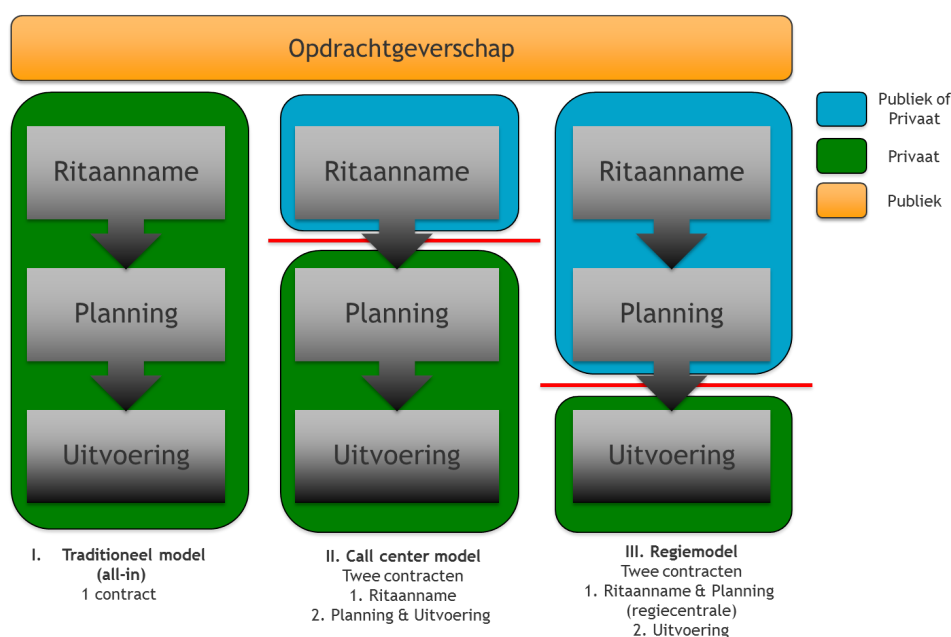 Opdrachtgeverschap
Ritaanname
Planning
Uitvoering
I. Traditioneel model
(all-in)
1 contract
Ritaanname
Planning
Uitvoering
II. Call center model
Twee contracten
1. Ritaanname
2. Planning & Uitvoering
Ritaanname
Planning
Uitvoering
III. Regiemodel
Twee contracten
1. Ritaanname & Planning
(regiecentrale)
2. Uitvoering
Publiek of
Privaat
Privaat
Publiek